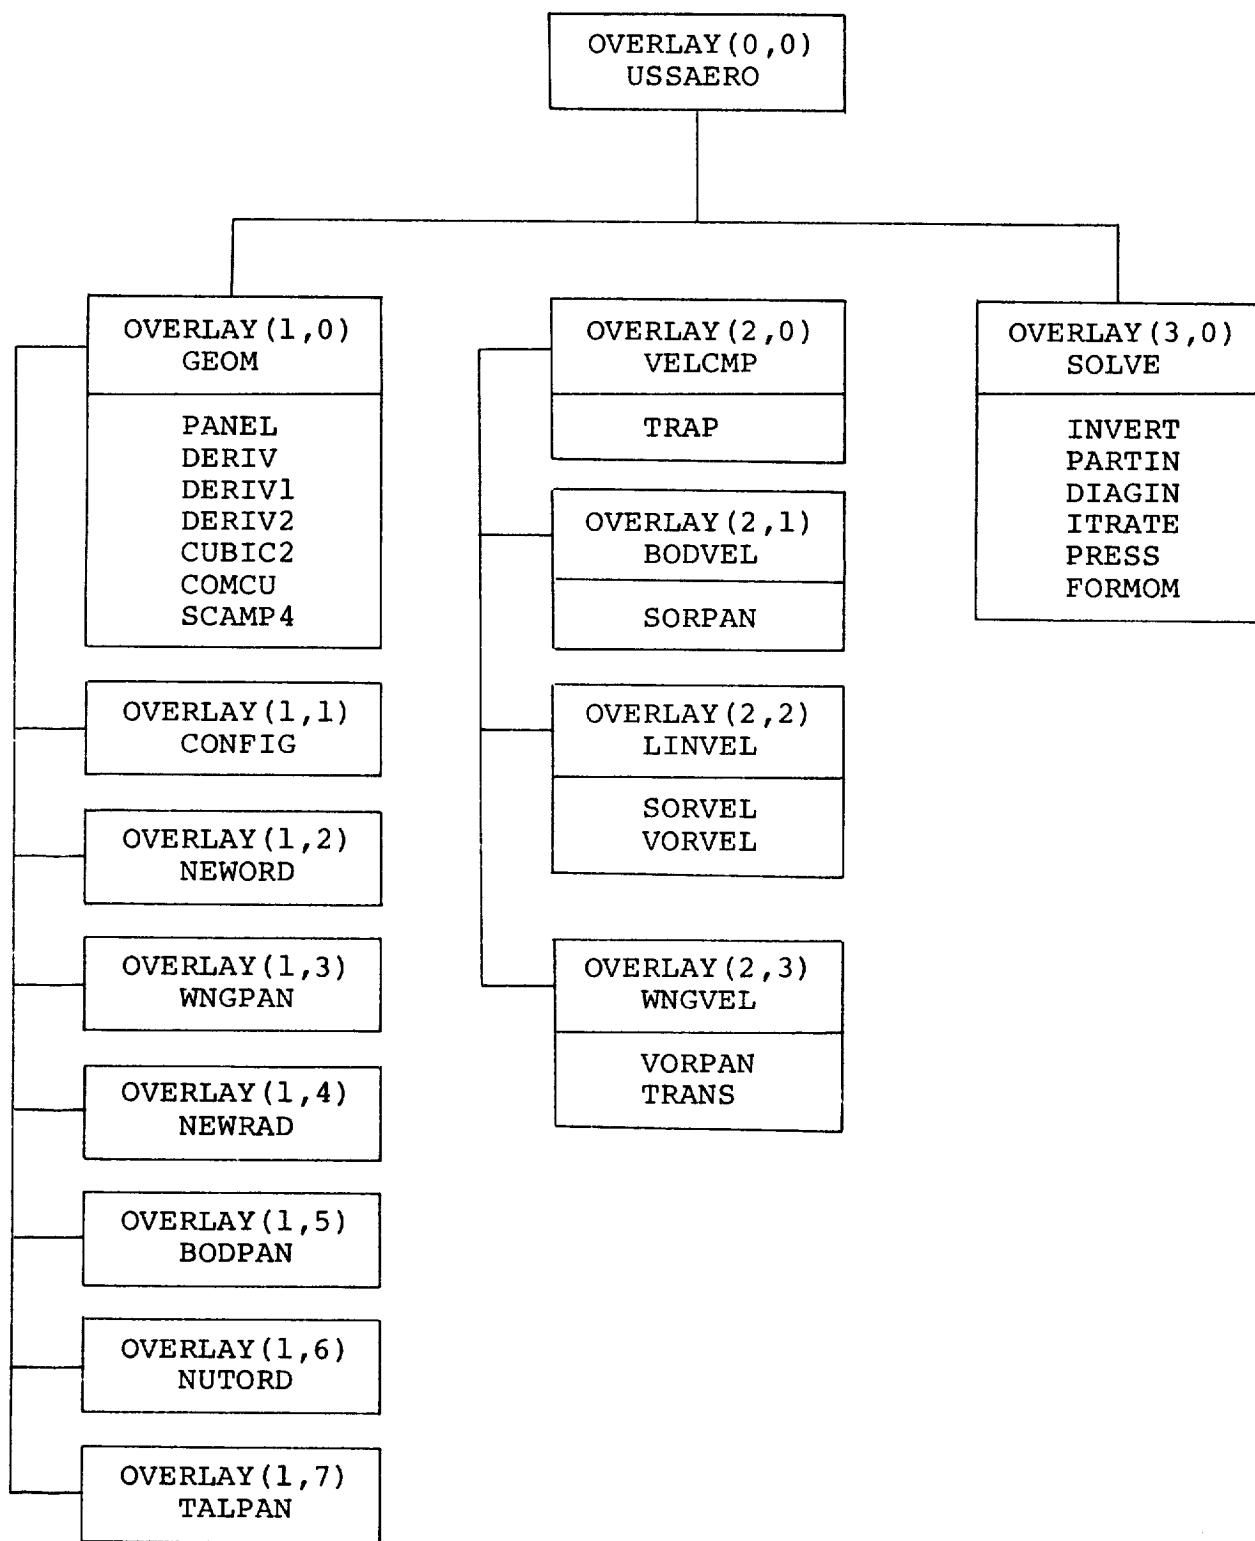 OVERLAY(0,0)
USSAERO
OVERLAY(1,0)
GEOM
PANEL
DERIV
DERIV1
DERIV2
CUBIC2
COMCU
SCAMP4
OVERLAY(1,1)
CONFIG
OVERLAY(1,2)
NEWORD
OVERLAY(1,3)
WNGPAN
OVERLAY(1,4)
NEWRAD
OVERLAY(1,5)
BODPAN
OVERLAY(1,6)
NUTORD
OVERLAY(1,7)
TALPAN
OVERLAY(2,0)
VELCMP
TRAP
OVERLAY(2,1)
BODVEL
SORPAN
OVERLAY(2,2)
LINVEL
SORVEL
VORVEL
OVERLAY(2,3)
WNGVEL
VORPAN
TRANS
OVERLAY(3,0)
SOLVE
INVERT
PARTIN
DIAGIN
ITRATE
PRESS
FORMOM